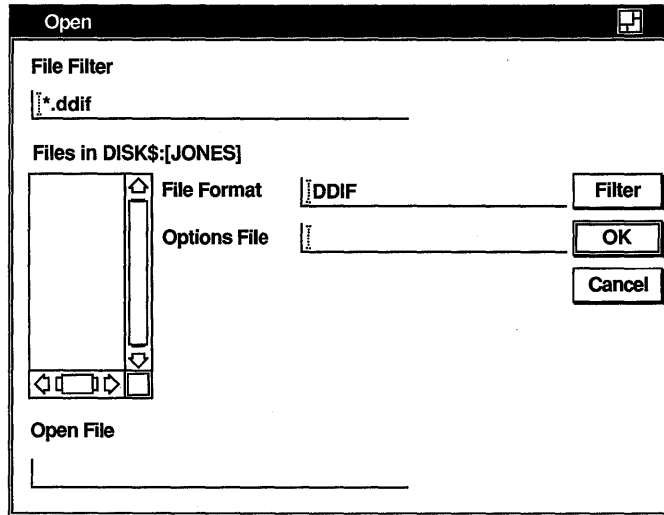 Open
File Filter
*.ddif
Files in DISK$:[JONES]
File Format DDIF Filter
Options File OK
Cancel
Open File